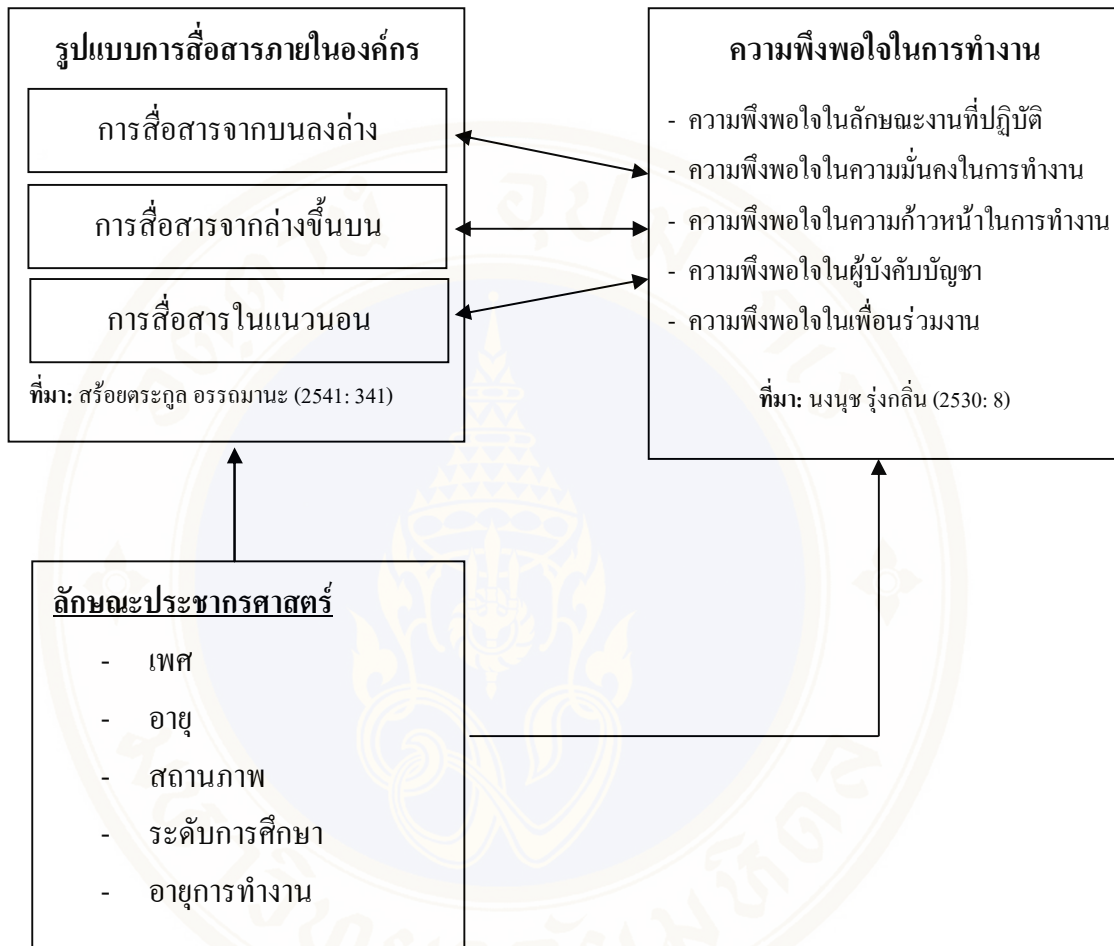 รูปแบบการสื่อสารภายในองค์กร
การสื่อสารจากบนลงล่าง
การสื่อสารจากล่างขึ้นบน
การสื่อสารในแนวนอน
ที่มา: สร้อยตระกูล อรรถมานะ (2541: 341)
ความพึงพอใจในการทำงาน
- ความพึงพอใจในลักษณะงานที่ปฏิบัติ
- ความพึงพอใจในความมั่นคงในการทำงาน
- ความพึงพอใจในความก้าวหน้าในการทำงาน
- ความพึงพอใจในผู้บังคับบัญชา
- ความพึงพอใจในเพื่อนร่วมงาน
ที่มา: นงนุช รุ่งกลิ่น (2530: 8)
ลักษณะประชากรศาสตร์
- เพศ
- อายุ
- สถานภาพ
- ระดับการศึกษา
- อายุการทำงาน